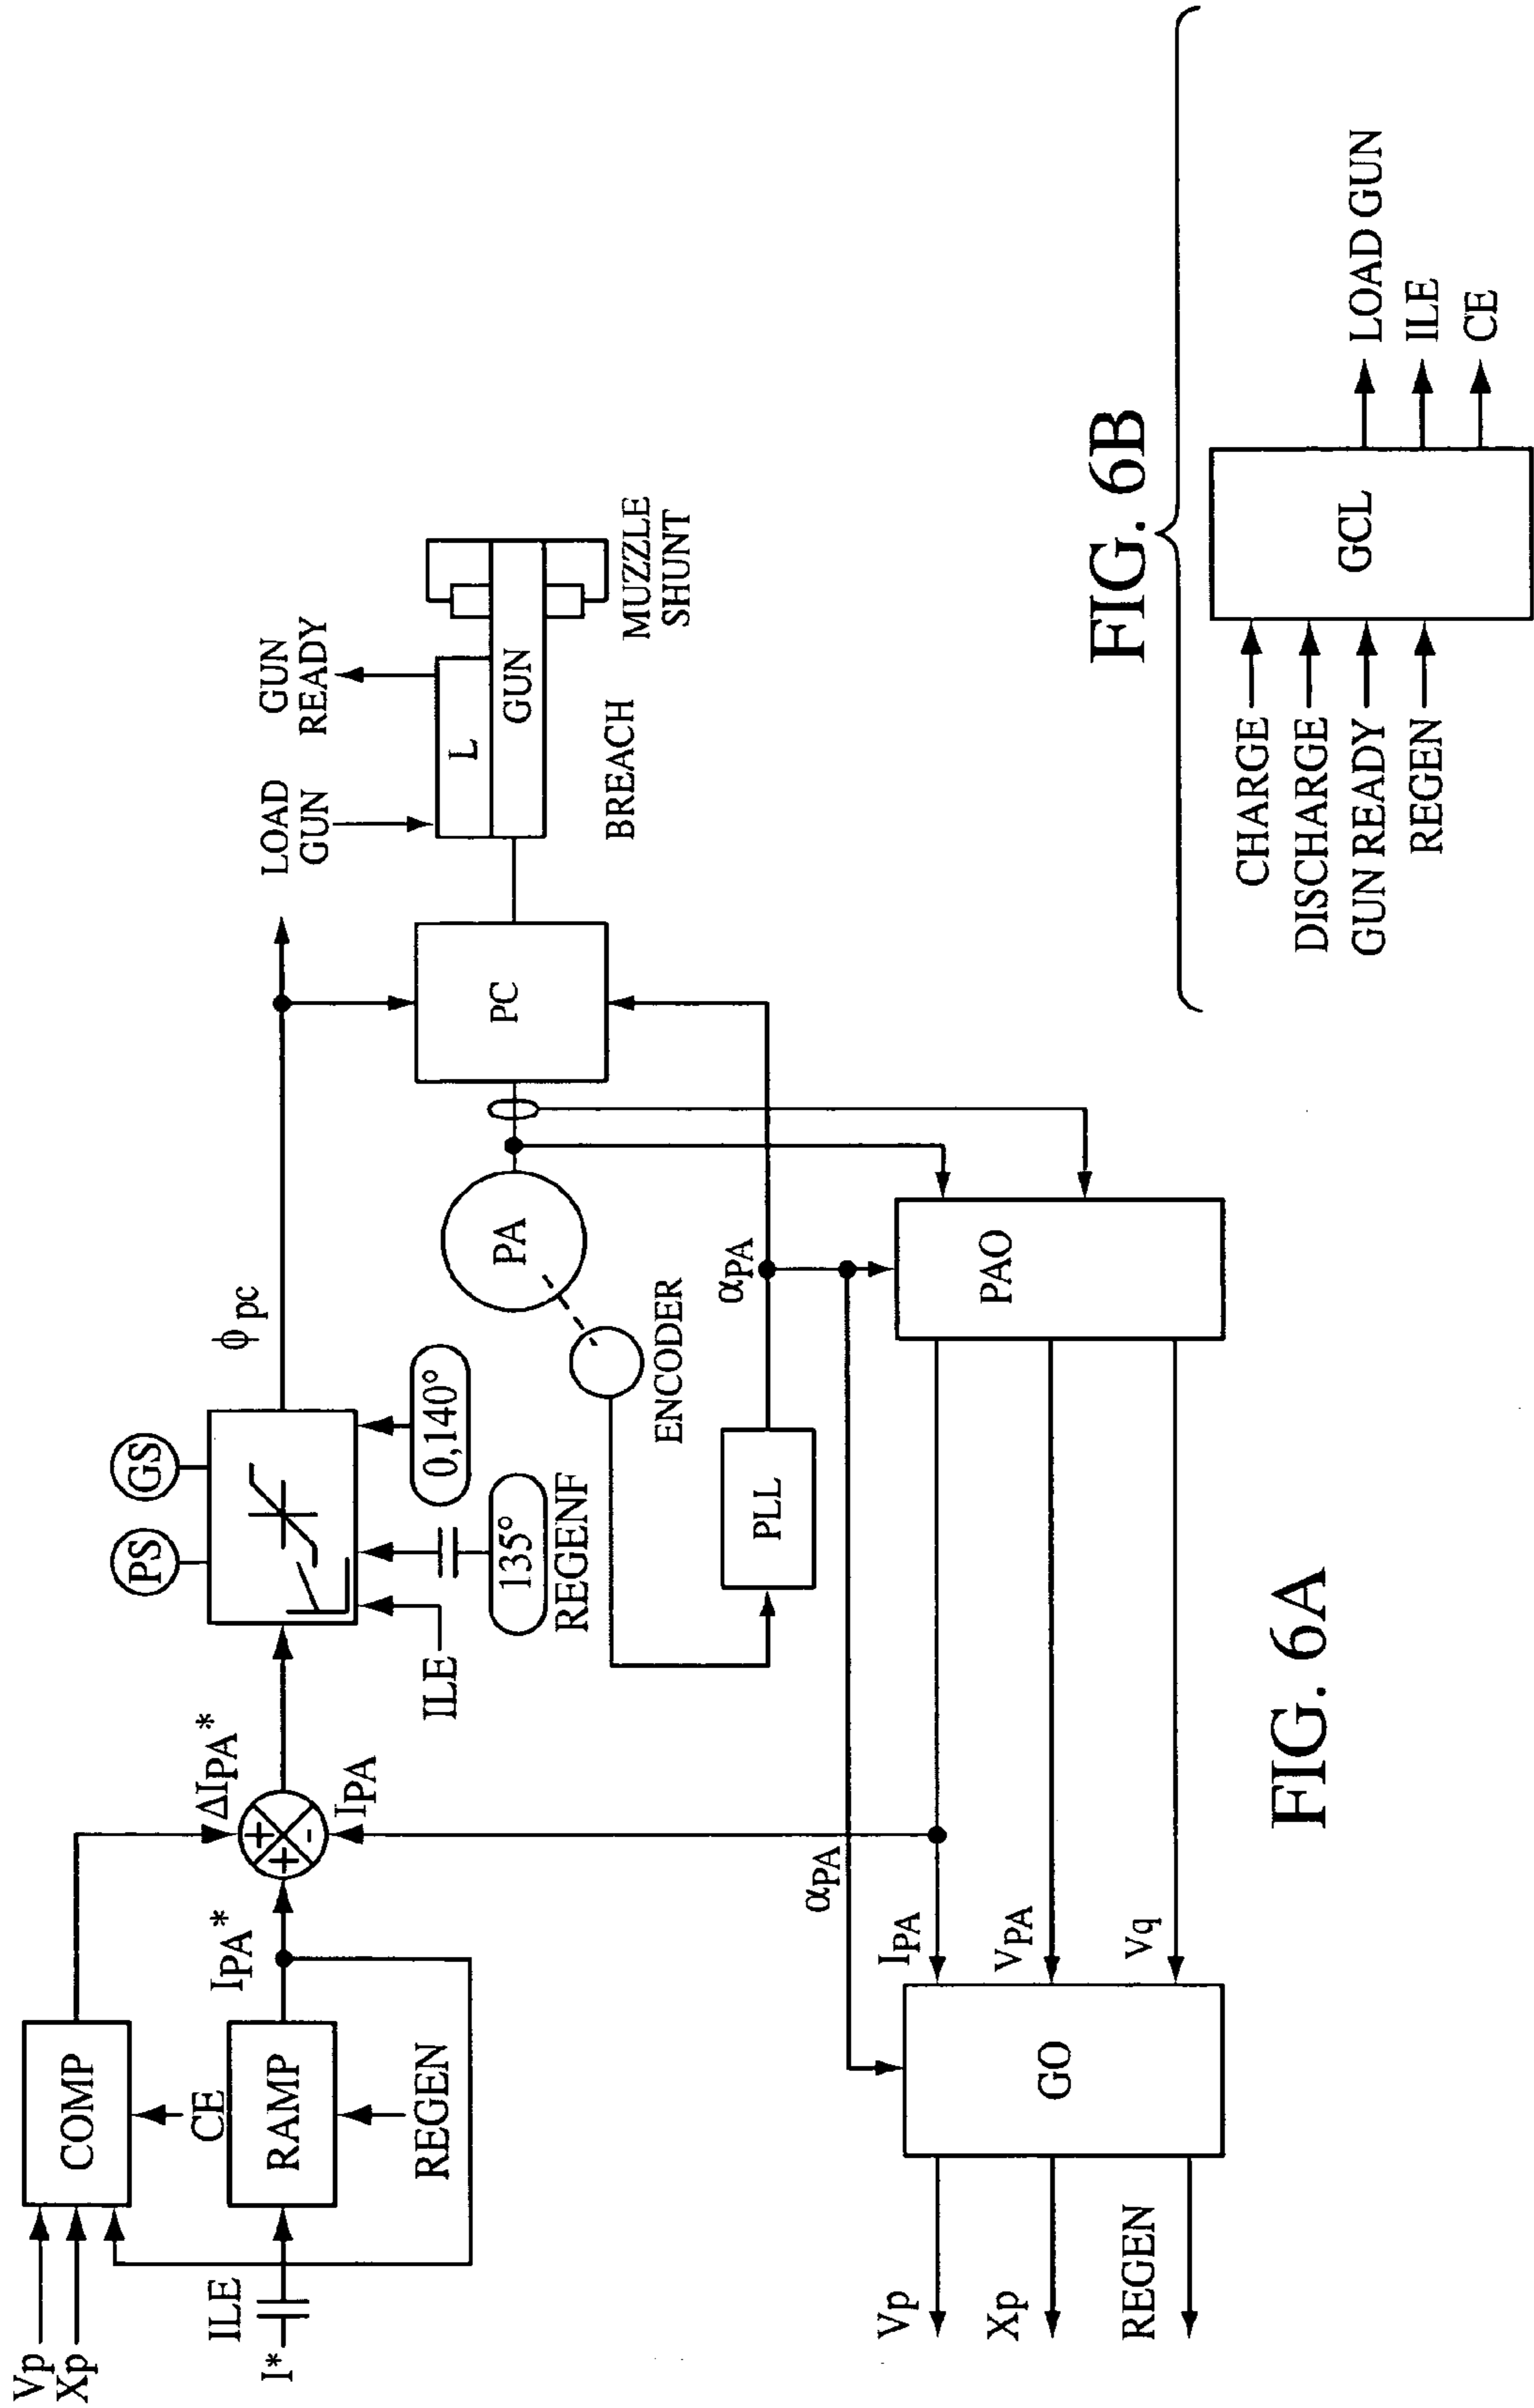 Vp
Xp
COMP
CE
ILE
I*
RAMP
REGEN
IPA*
ΔIPA*
+
+
-
IPA
PS
GS
ILE
135°
REGENF
0,140°
ϕpc
LOAD
GUN
GUN
READY
PC
L
GUN
BREACH
MUZZLE
SHUNT
PA
ENCODER
PLL
αPA
αPA
PAO
IPA
VPA
Vq
GO
Vp
Xp
REGEN
FIG. 6A
FIG. 6B
CHARGE
DISCHARGE
GUN READY
REGEN
GCL
LOAD GUN
ILE
CE